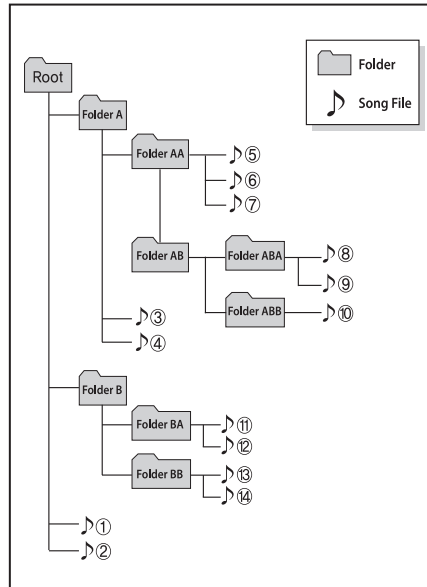 Root
Folder
Song File
Folder A
Folder AA
⑤
⑥
⑦
Folder AB
Folder ABA
⑧
⑨
Folder ABB
⑩
③
④
Folder B
Folder BA
⑪
⑫
Folder BB
⑬
⑭
①
②